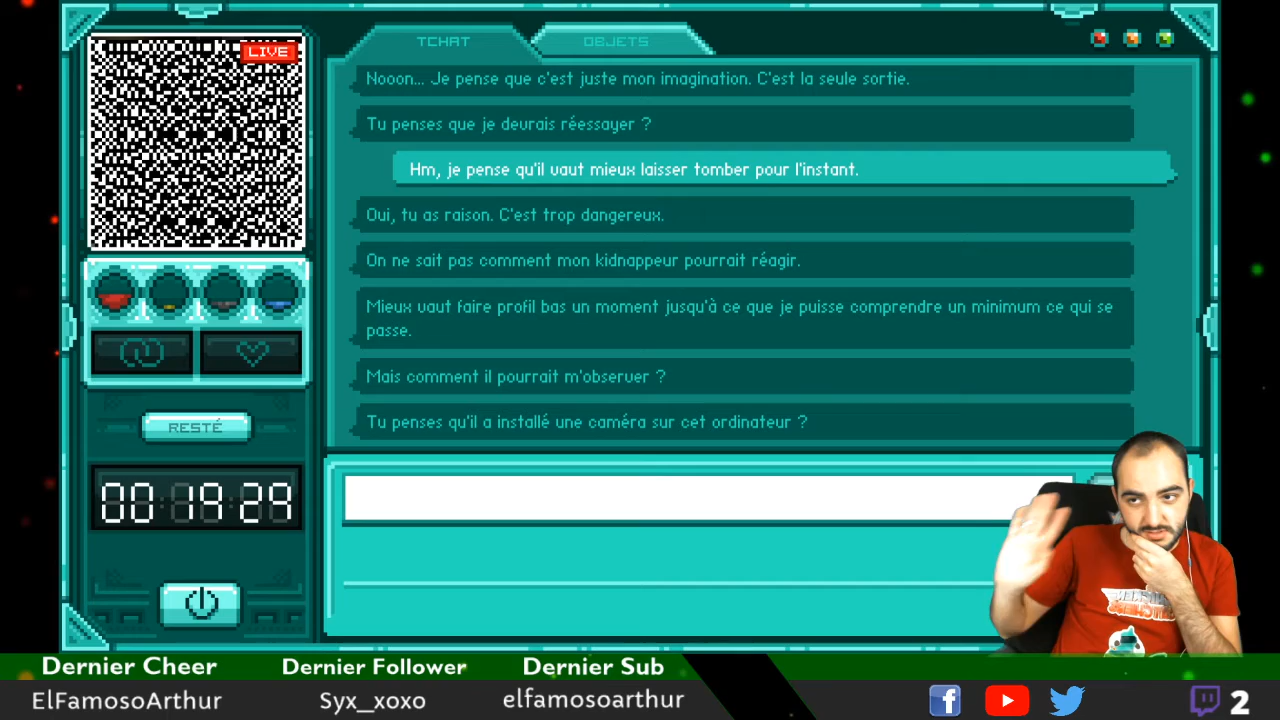 LIVE
TCHAT
OBJETS
Nooon... Je pense que c'est juste mon imagination. C'est la seule sortie.
Tu penses que je devrais réessayer ?
Hm, je pense qu'il vaut mieux laisser tomber pour l'instant.
Oui, tu as raison. C'est trop dangereux.
On ne sait pas comment mon kidnappeur pourrait réagir.
Mieux vaut faire profil bas un moment jusqu'à ce que je puisse comprendre un minimum ce qui se
passe.
Mais comment il pourrait m'observer ?
Tu penses qu'il a installé une caméra sur cet ordinateur ?
RESTÉ
00:19:29
Dernier Cheer
Dernier Follower
Dernier Sub
ElFamosoArthur
Syx_xoxo
elfamosoarthur
2